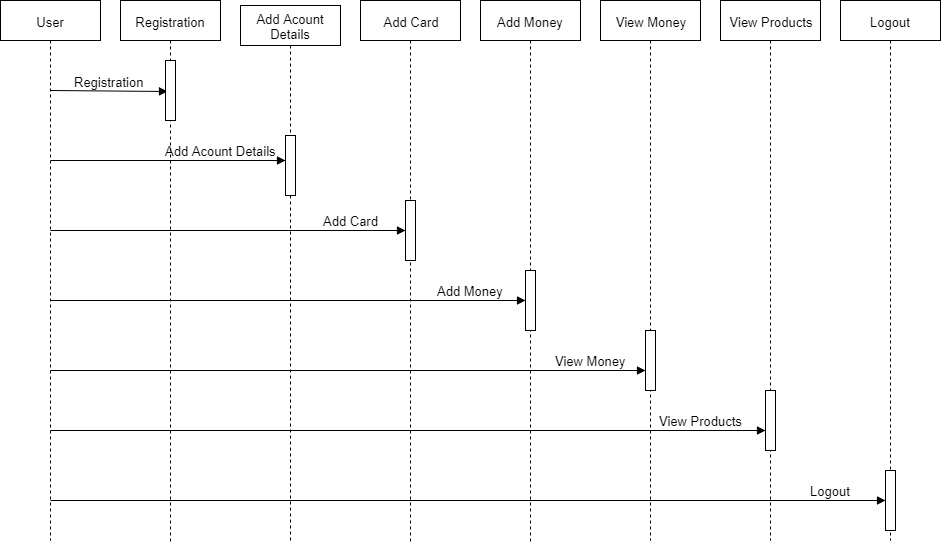 User
Registration
Add Acount
Details
Add Card
Add Money
View Money
View Products
Logout
Registration
Add Acount Details
Add Card
Add Money
View Money
View Products
Logout